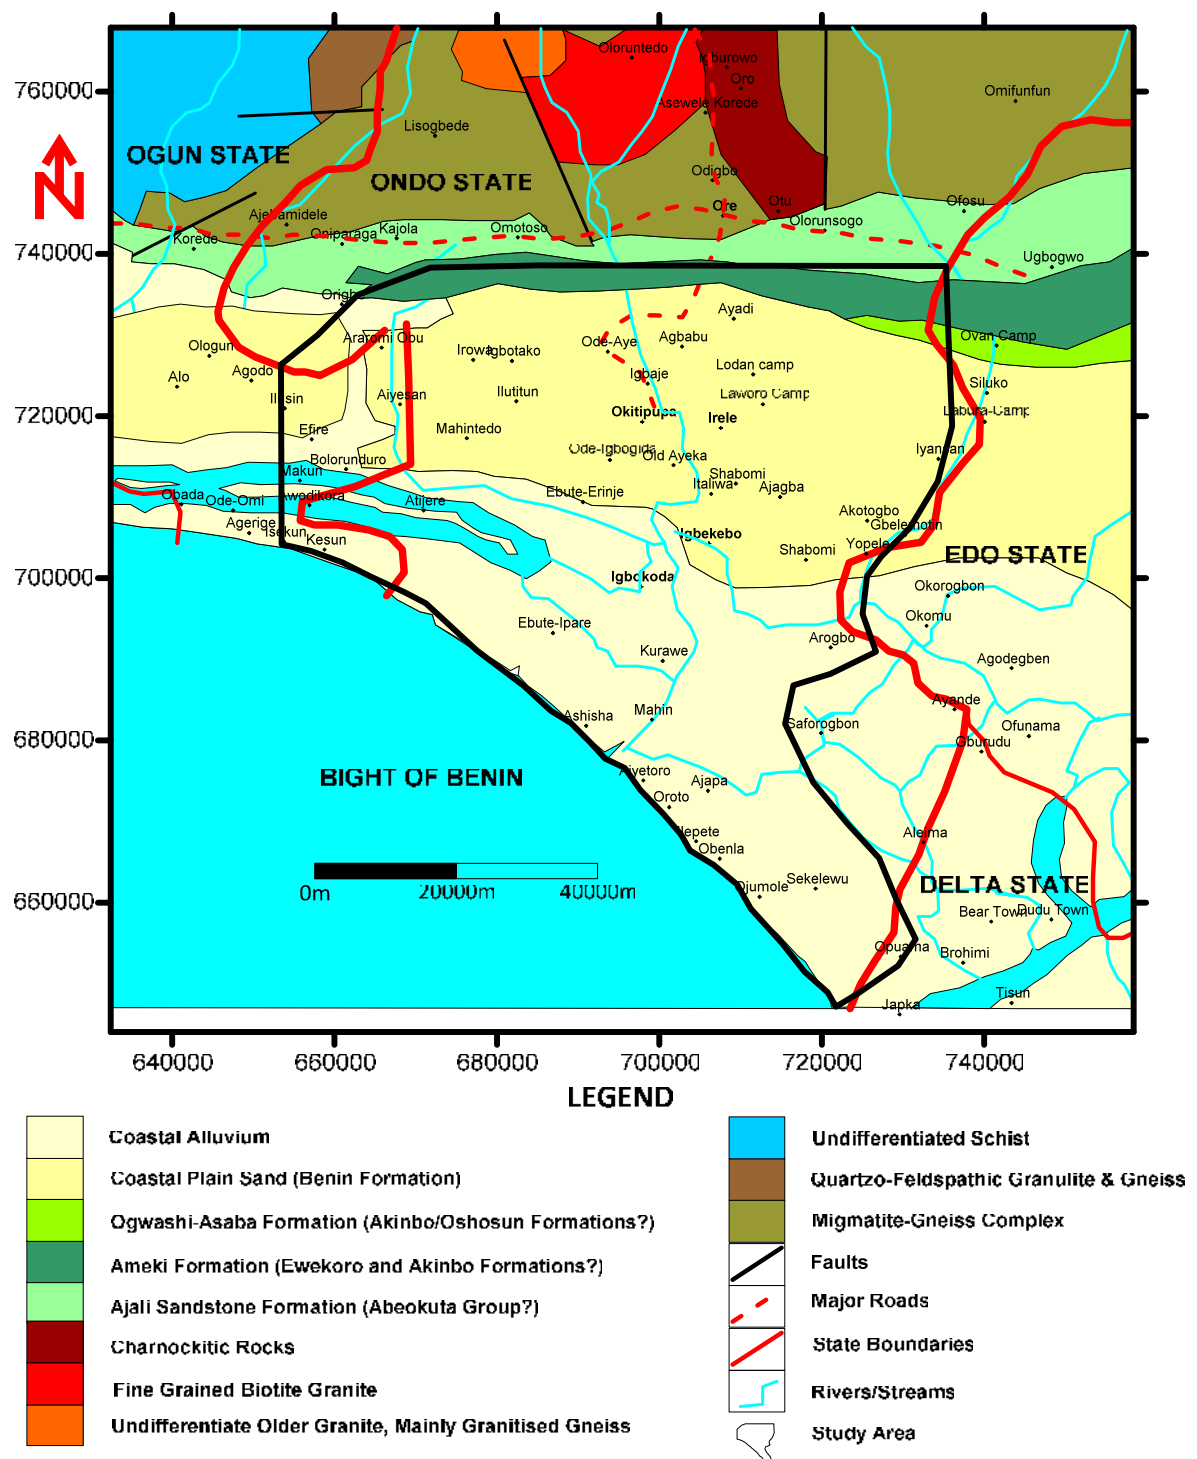 Oloruntedo
Igburowo
Oro
760000
Omifunfun
Asewele Korede
Lisogbede
OGUN STATE
ONDO STATE
Odigbo
N
Ore
Otu
Ofosu
Ajebamidele
Olorunsogo
Korede
Oniparaga
Kajola
Omotoso
740000
Ugbogwo
Ayadi
Araromi Obu
Ode-Aye
Agbabu
Ovan Camp
Ologun
Irowa
Igbotako
Alo
Agodo
Igbaje
Lodan camp
Siluko
Aiyesan
Ilutitun
Laworo Camp
720000
Okitipupa
Irele
Labura-Camp
Efire
Mahintedo
Ode-Igbogida
Old Ayeka
Iyansan
Bolorunduro
Makun
Shabomi
Italiwa
Ajagba
Obada
Ode-Omi
Awodikora
Atijere
Ebute-Erinje
Akotogbo
Agerige
Isekun
Kesun
Igbekebo
Gbelemotin
Shabomi
Yopele
EDO STATE
700000
Igbokoda
Okorogbon
Okomu
Ebute-Ipare
Arogbo
Kurawe
Agodegben
Ashisha
Mahin
Saforogbon
Ayande
Ofunama
680000
Gburudu
BIGHT OF BENIN
Aiyetoro
Ajapa
Oroto
Ilepete
Obenla
Alejma
0m
20000m
40000m
Ojumole
Sekelewu
DELTA STATE
660000
Bear Town
Dudu Town
Opuama
Brohimi
Tisun
Japka
640000
660000
680000
700000
720000
740000
LEGEND
Coastal Alluvium
Coastal Plain Sand (Benin Formation)
Ogwashi-Asaba Formation (Akinbo/Oshosun Formations?)
Ameki Formation (Ewekoro and Akinbo Formations?)
Ajali Sandstone Formation (Abeokuta Group?)
Charnockitic Rocks
Fine Grained Biotite Granite
Undifferentiate Older Granite, Mainly Granitised Gneiss
Undifferentiated Schist
Quartzo-Feldspathic Granulite & Gneiss
Migmatite-Gneiss Complex
Faults
Major Roads
State Boundaries
Rivers/Streams
Study Area